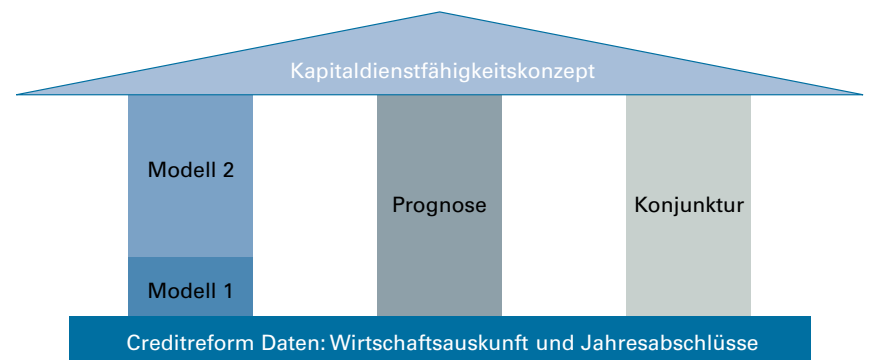 Kapitaldienstfähigkeitskonzept
Modell 2
Prognose
Konjunktur
Modell 1
Creditreform Daten: Wirtschaftsauskunft und Jahresabschlüsse